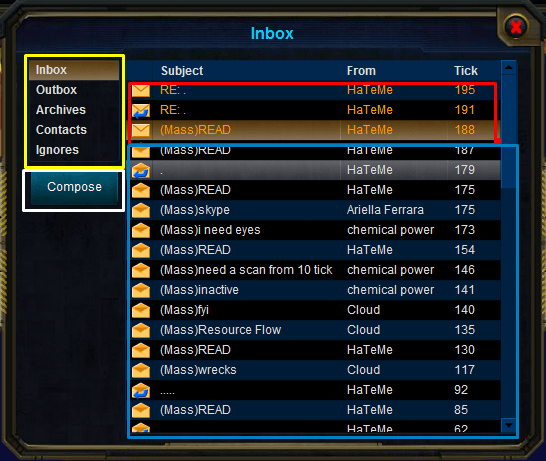 Inbox
Inbox
Outbox
Archives
Contacts
Ignores
Compose
Subject From Tick
RE: . HaTeMe 195
RE: . HaTeMe 191
(Mass)READ HaTeMe 188
(Mass)READ HaTeMe 187
. HaTeMe 179
(Mass)READ HaTeMe 175
(Mass)skype Ariella Ferrara 175
(Mass)i need eyes chemical power 173
(Mass)READ HaTeMe 154
(Mass)need a scan from 10 tick chemical power 146
(Mass)inactive chemical power 141
(Mass)fyi Cloud 140
(Mass)Resource Flow Cloud 135
(Mass)READ HaTeMe 130
(Mass)wrecks Cloud 117
..... HaTeMe 92
(Mass)READ HaTeMe 85
HaTeMe 62